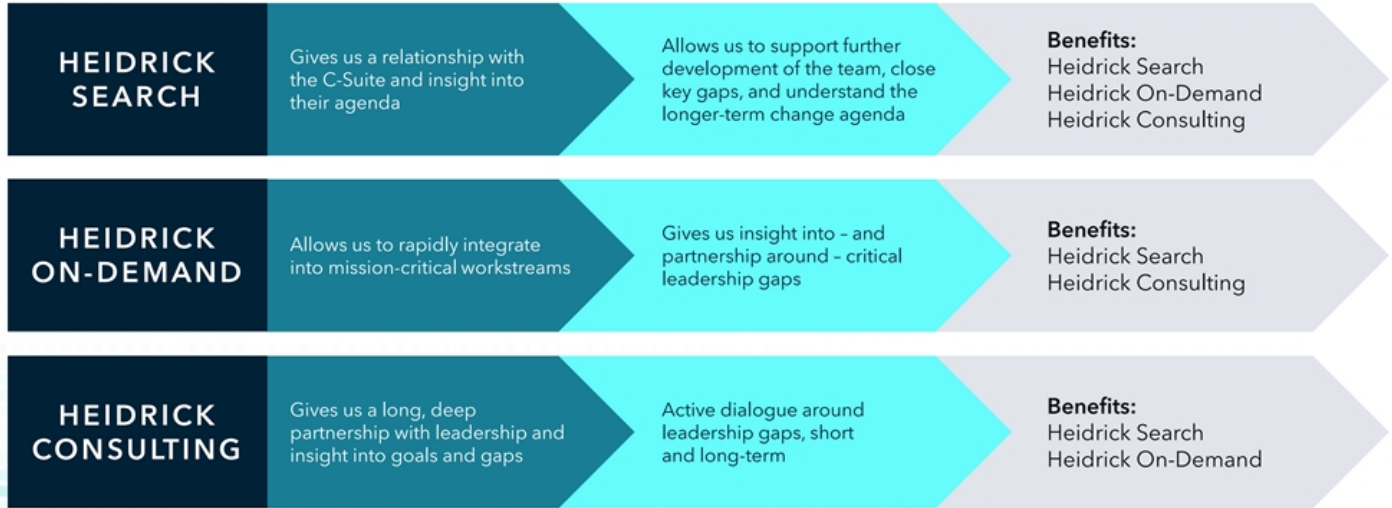 HEIDRICK
SEARCH
Gives us a relationship with
the C-Suite and insight into
their agenda
Allows us to support further
development of the team, close
key gaps, and understand the
longer-term change agenda
Benefits:
Heidrick Search
Heidrick On-Demand
Heidrick Consulting
HEIDRICK
ON-DEMAND
Allows us to rapidly integrate
into mission-critical workstreams
Gives us insight into – and
partnership around – critical
leadership gaps
Benefits:
Heidrick Search
Heidrick Consulting
HEIDRICK
CONSULTING
Gives us a long, deep
partnership with leadership and
insight into goals and gaps
Active dialogue around
leadership gaps, short
and long-term
Benefits:
Heidrick Search
Heidrick On-Demand